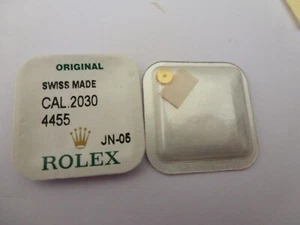 ORIGINAL
SWISS MADE
CAL.2030
4455
JN-05
ROLEX